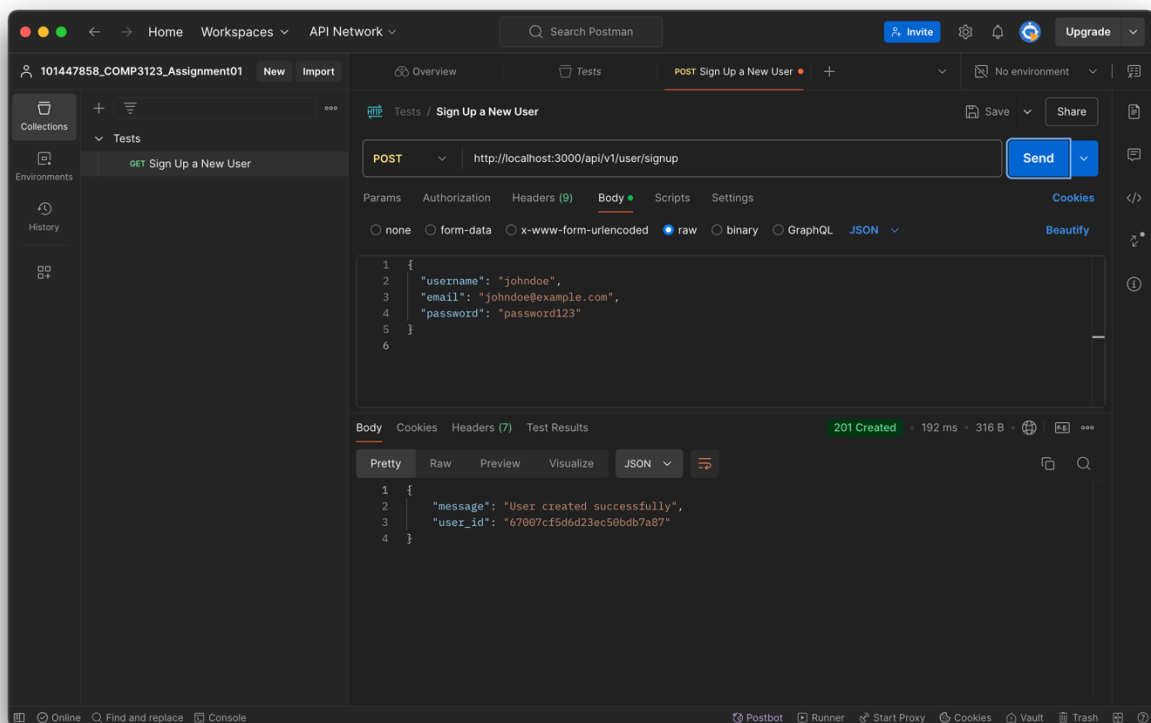 Home Workspaces API Network Search Postman Invite Upgrade
101447858_COMP3123_Assignment01 New Import Overview Tests POST Sign Up a New User No environment
Collections
Environments
History
Tests
GET Sign Up a New User
HTTP Tests / Sign Up a New User Save Share
POST http://localhost:3000/api/v1/user/signup Send
Params Authorization Headers (9) Body Scripts Settings Cookies
none form-data x-www-form-urlencoded raw binary GraphQL JSON Beautify
1 {
2 "username": "johndoe",
3 "email": "johndoe@example.com",
4 "password": "password123"
5 }
6
Body Cookies Headers (7) Test Results 201 Created 192 ms 316 B e.g.
Pretty Raw Preview Visualize JSON
1 {
2 "message": "User created successfully",
3 "user_id": "67007cf5d6d23ec50bdb7a87"
4 }
Online Find and replace Console Postbot Runner Start Proxy Cookies Vault Trash